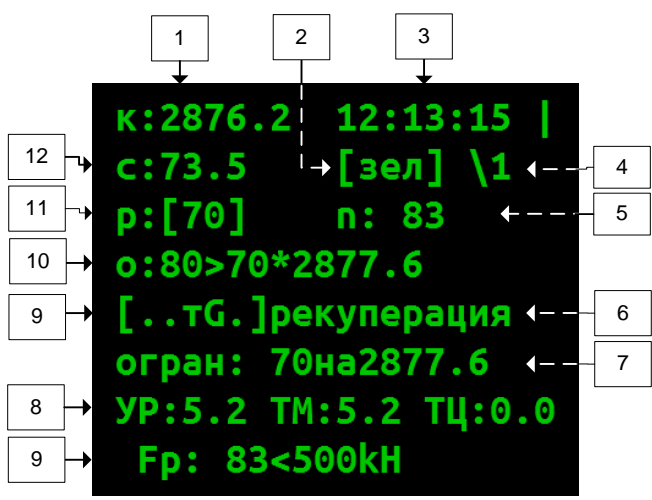 1 2 3
к:2876.2 12:13:15 |
12 с:73.5 [зел] \1 4
11 р:[70] п: 83 5
10 о:80>70*2877.6
9 [..тG.]рекуперация 6
огран: 70на2877.6 7
8 УР:5.2 ТМ:5.2 ТЦ:0.0
9 Fр: 83<500kН